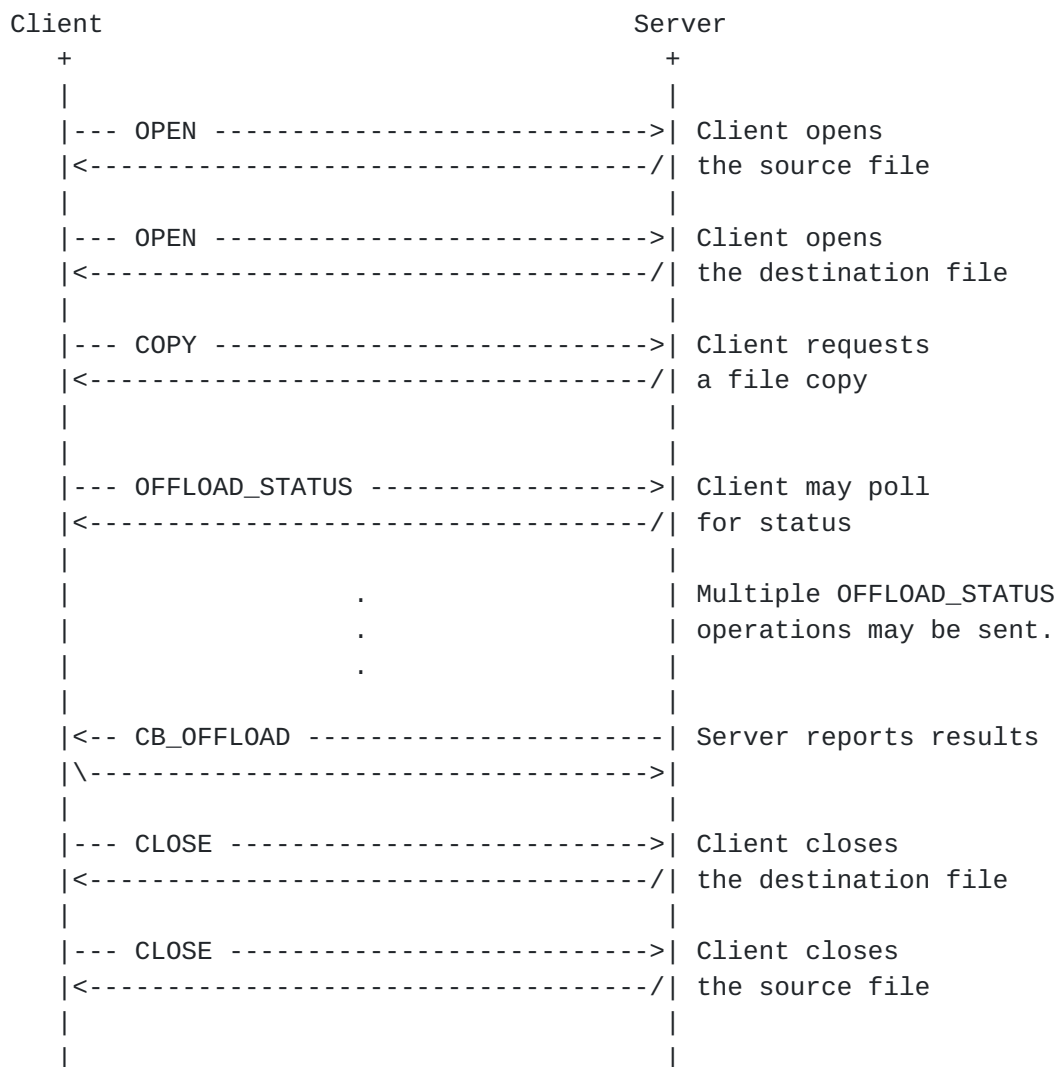 Client                                  Server
   +                                      +
   |                                      |
   |--- OPEN ---------------------------->| Client opens
   |<------------------------------------/| the source file
   |                                      |
   |--- OPEN ---------------------------->| Client opens
   |<------------------------------------/| the destination file
   |                                      |
   |--- COPY ---------------------------->| Client requests
   |<------------------------------------/| a file copy
   |                                      |
   |                                      |
   |--- OFFLOAD_STATUS ------------------>| Client may poll
   |<------------------------------------/| for status
   |                                      |
   |                  .                   | Multiple OFFLOAD_STATUS
   |                  .                   | operations may be sent.
   |                  .                   |
   |                                      |
   |<-- CB_OFFLOAD -----------------------| Server reports results
   |\------------------------------------>|
   |                                      |
   |--- CLOSE --------------------------->| Client closes
   |<------------------------------------/| the destination file
   |                                      |
   |--- CLOSE --------------------------->| Client closes
   |<------------------------------------/| the source file
   |                                      |
   |                                      |